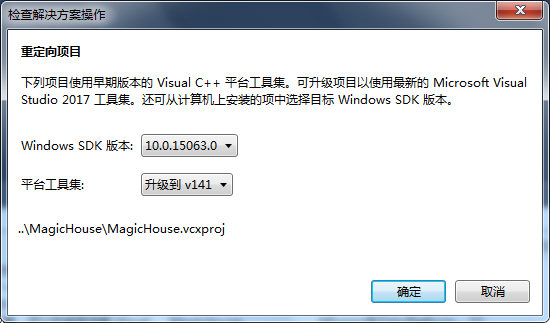 检查解决方案操作
重定向项目
下列项目使用早期版本的 Visual C++ 平台工具集。可升级项目以使用最新的 Microsoft Visual
Studio 2017 工具集。还可从计算机上安装的项中选择目标 Windows SDK 版本。
Windows SDK 版本: 10.0.15063.0
平台工具集: 升级到 v141
..\MagicHouse\MagicHouse.vcxproj
确定 取消